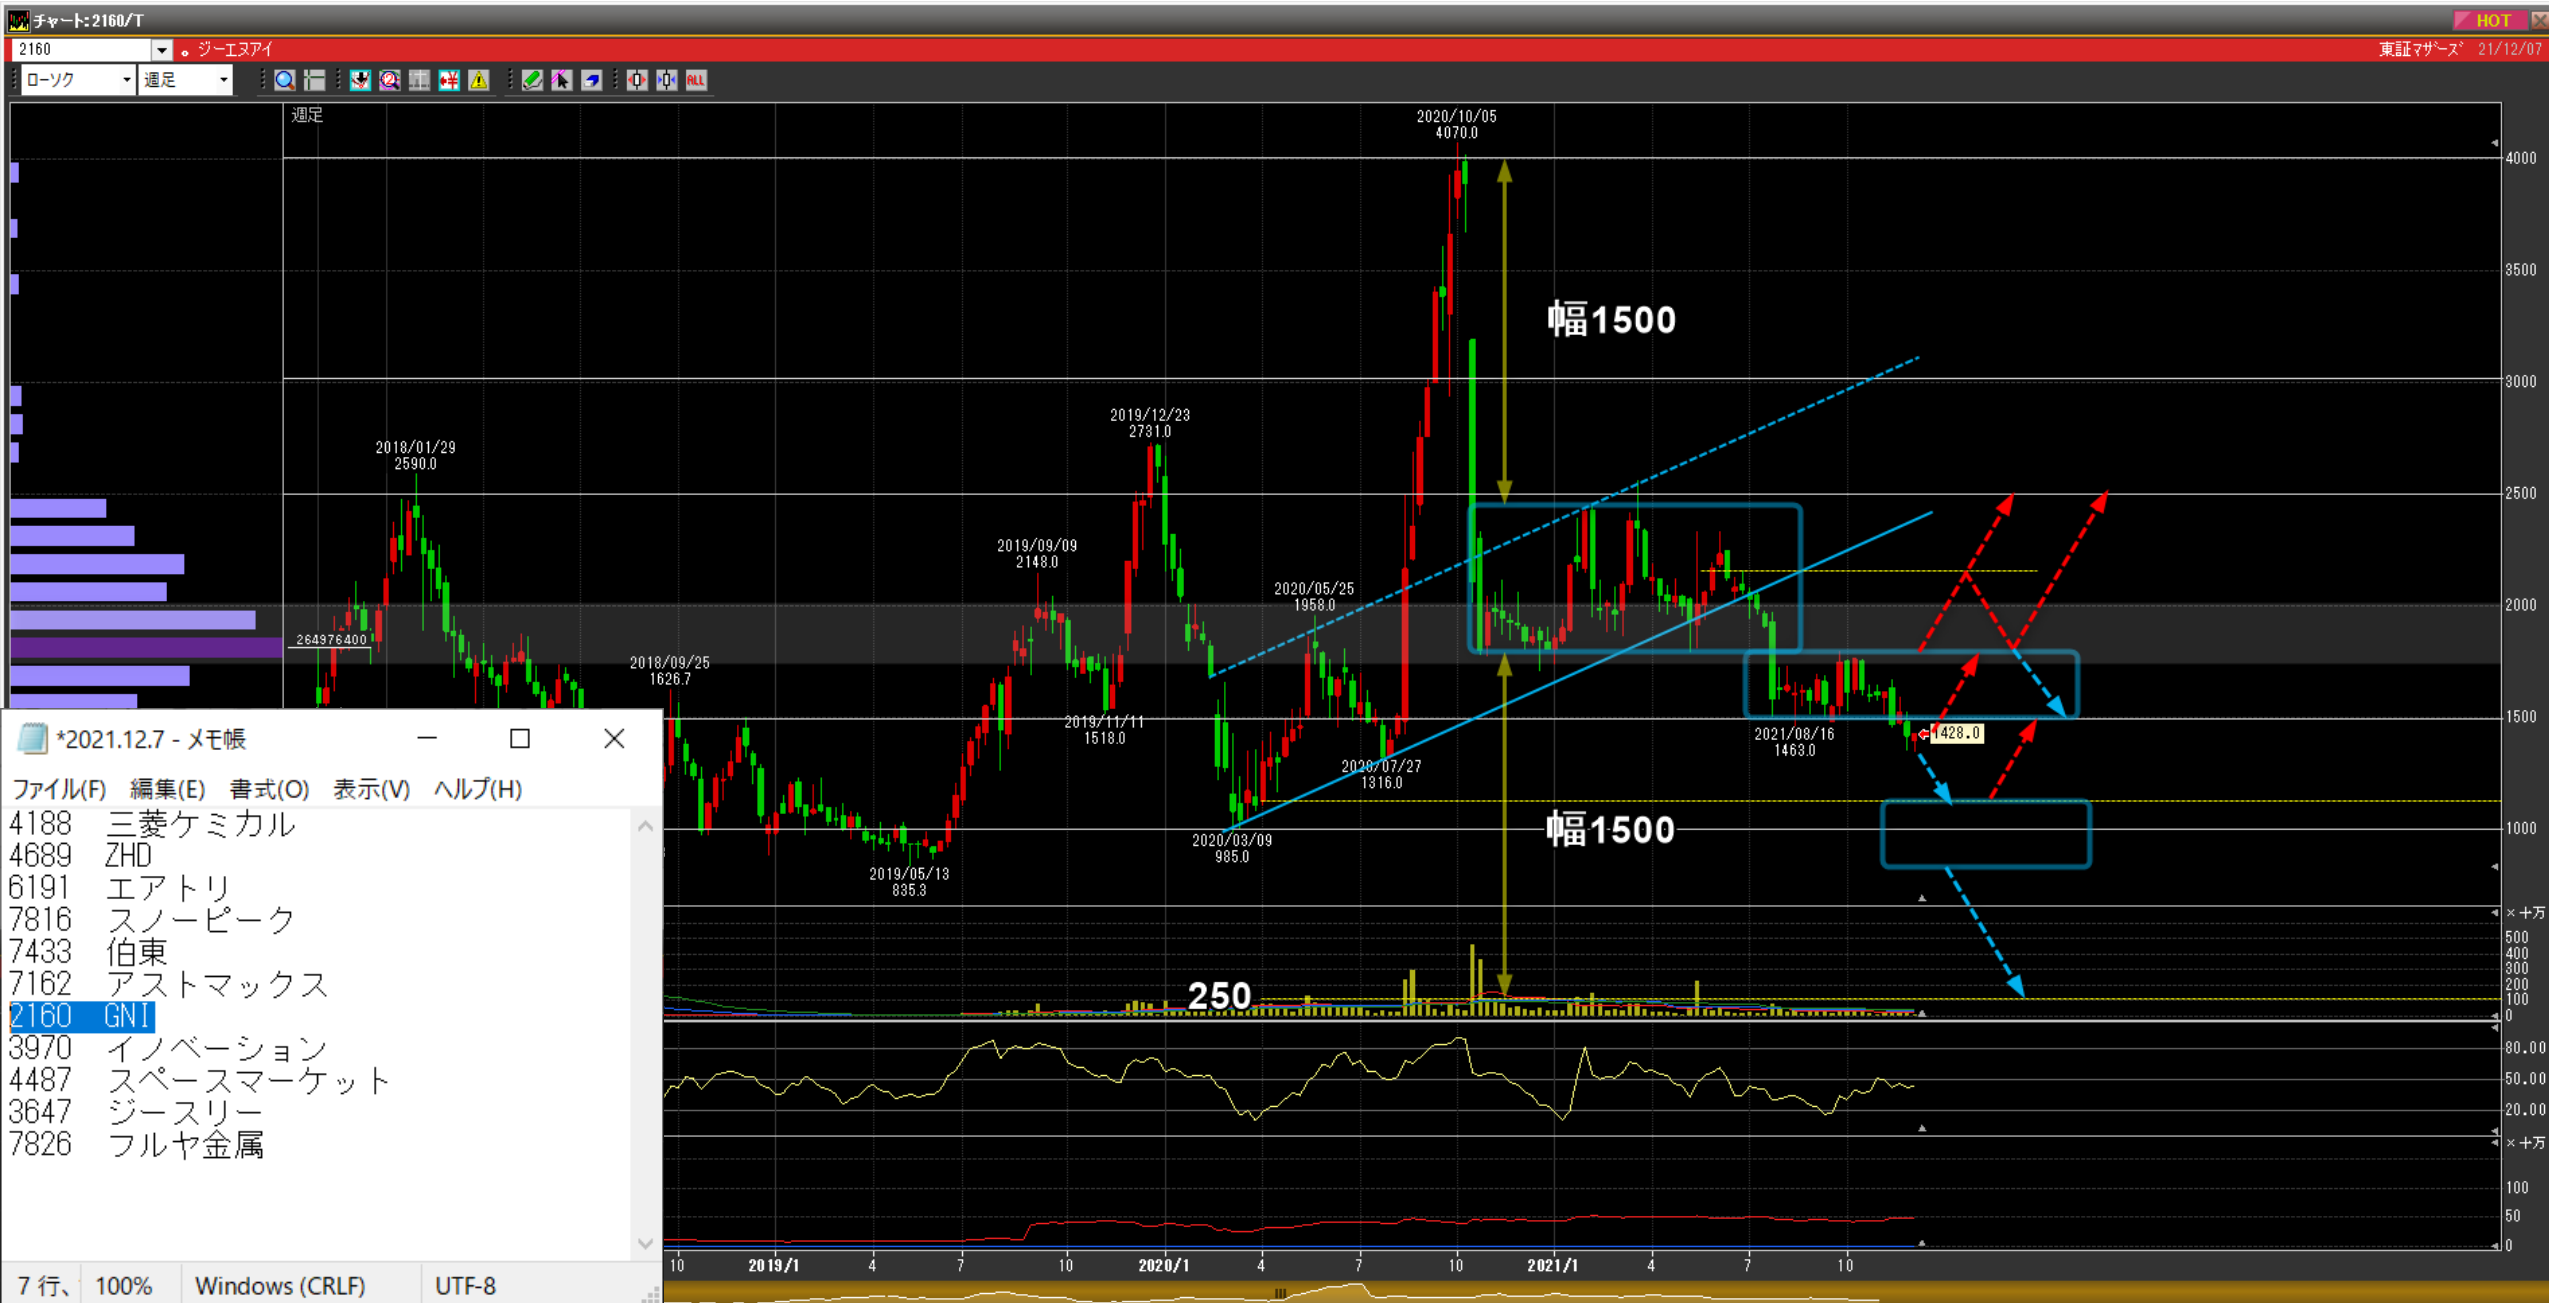 チャート:2160/T
HOT
2160
ジーエヌアイ
東証マザーズ 21/12/07
ローソク
週足
ALL
週足
2020/10/05
4070.0
4000
3500
幅1500
3000
2019/12/23
2731.0
2018/01/29
2590.0
2500
2019/09/09
2148.0
2020/05/25
1958.0
2000
264976400
2018/09/25
1626.7
2019/11/11
1518.0
1500
2021/08/16
1463.0
1428.0
2020/07/27
1316.0
幅1500
1000
2020/03/09
985.0
2019/05/13
835.3
×十万
500
400
300
200
100
0
250
80.00
50.00
20.00
×十万
100
50
0
10
2019/1
4
7
10
2020/1
4
7
10
2021/1
4
7
10
*2021.12.7 - メモ帳
ファイル(F) 編集(E) 書式(O) 表示(V) ヘルプ(H)
4188 三菱ケミカル
4689 ZHD
6191 エアトリ
7816 スノーピーク
7433 伯東
7162 アストマックス
2160 GNI
3970 イノベーション
4487 スペースマーケット
3647 ジースリー
7826 フルヤ金属
7 行、 100% Windows (CRLF) UTF-8